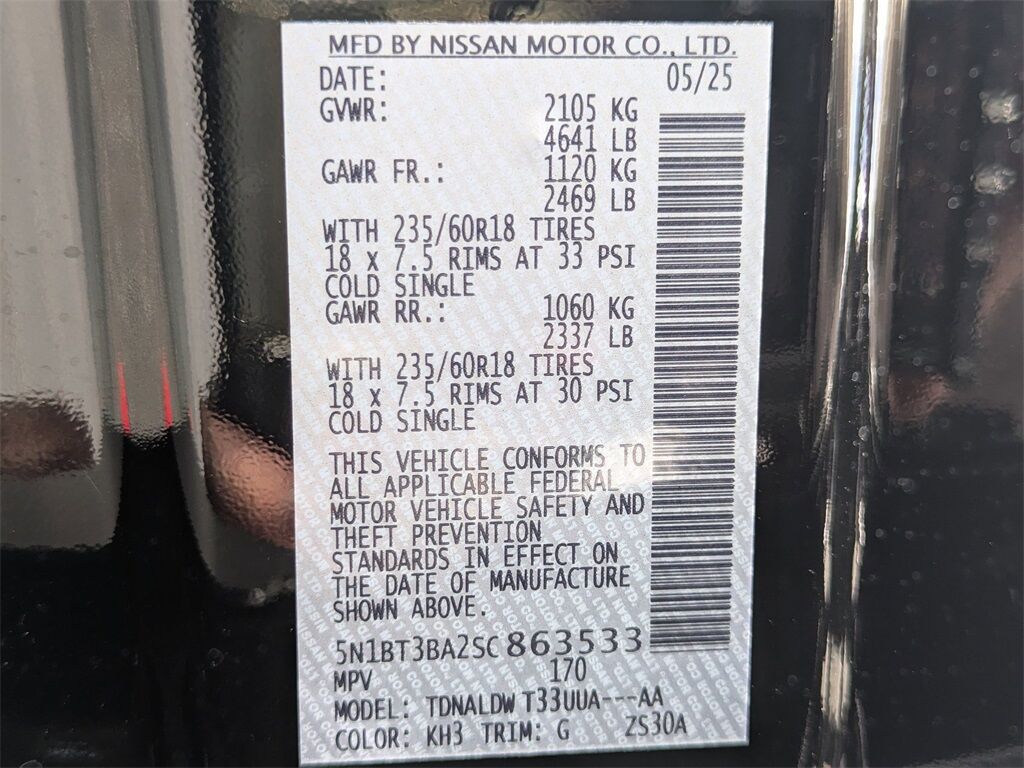 MFD BY NISSAN MOTOR CO., LTD.
DATE: 05/25
GVWR: 2105 KG
4641 LB
GAWR FR.: 1120 KG
2469 LB
WITH 235/60R18 TIRES
18 x 7.5 RIMS AT 33 PSI
COLD SINGLE
GAWR RR.: 1060 KG
2337 LB
WITH 235/60R18 TIRES
18 x 7.5 RIMS AT 30 PSI
COLD SINGLE
THIS VEHICLE CONFORMS TO
ALL APPLICABLE FEDERAL
MOTOR VEHICLE SAFETY AND
THEFT PREVENTION
STANDARDS IN EFFECT ON
THE DATE OF MANUFACTURE
SHOWN ABOVE.
5N1BT3BA2SC863533
MPV 170
MODEL: TDNALDW T33UUA---AA
COLOR: KH3 TRIM: G ZS30A